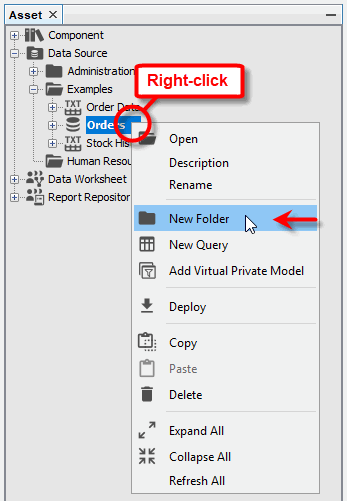 Asset
Component
Data Source
Right-click
Administration
Examples
Order Data
Orders
Stock His
Human Resou
Data Worksheet
Report Repositor
Open
Description
Rename
New Folder
New Query
Add Virtual Private Model
Deploy
Copy
Paste
Delete
Expand All
Collapse All
Refresh All